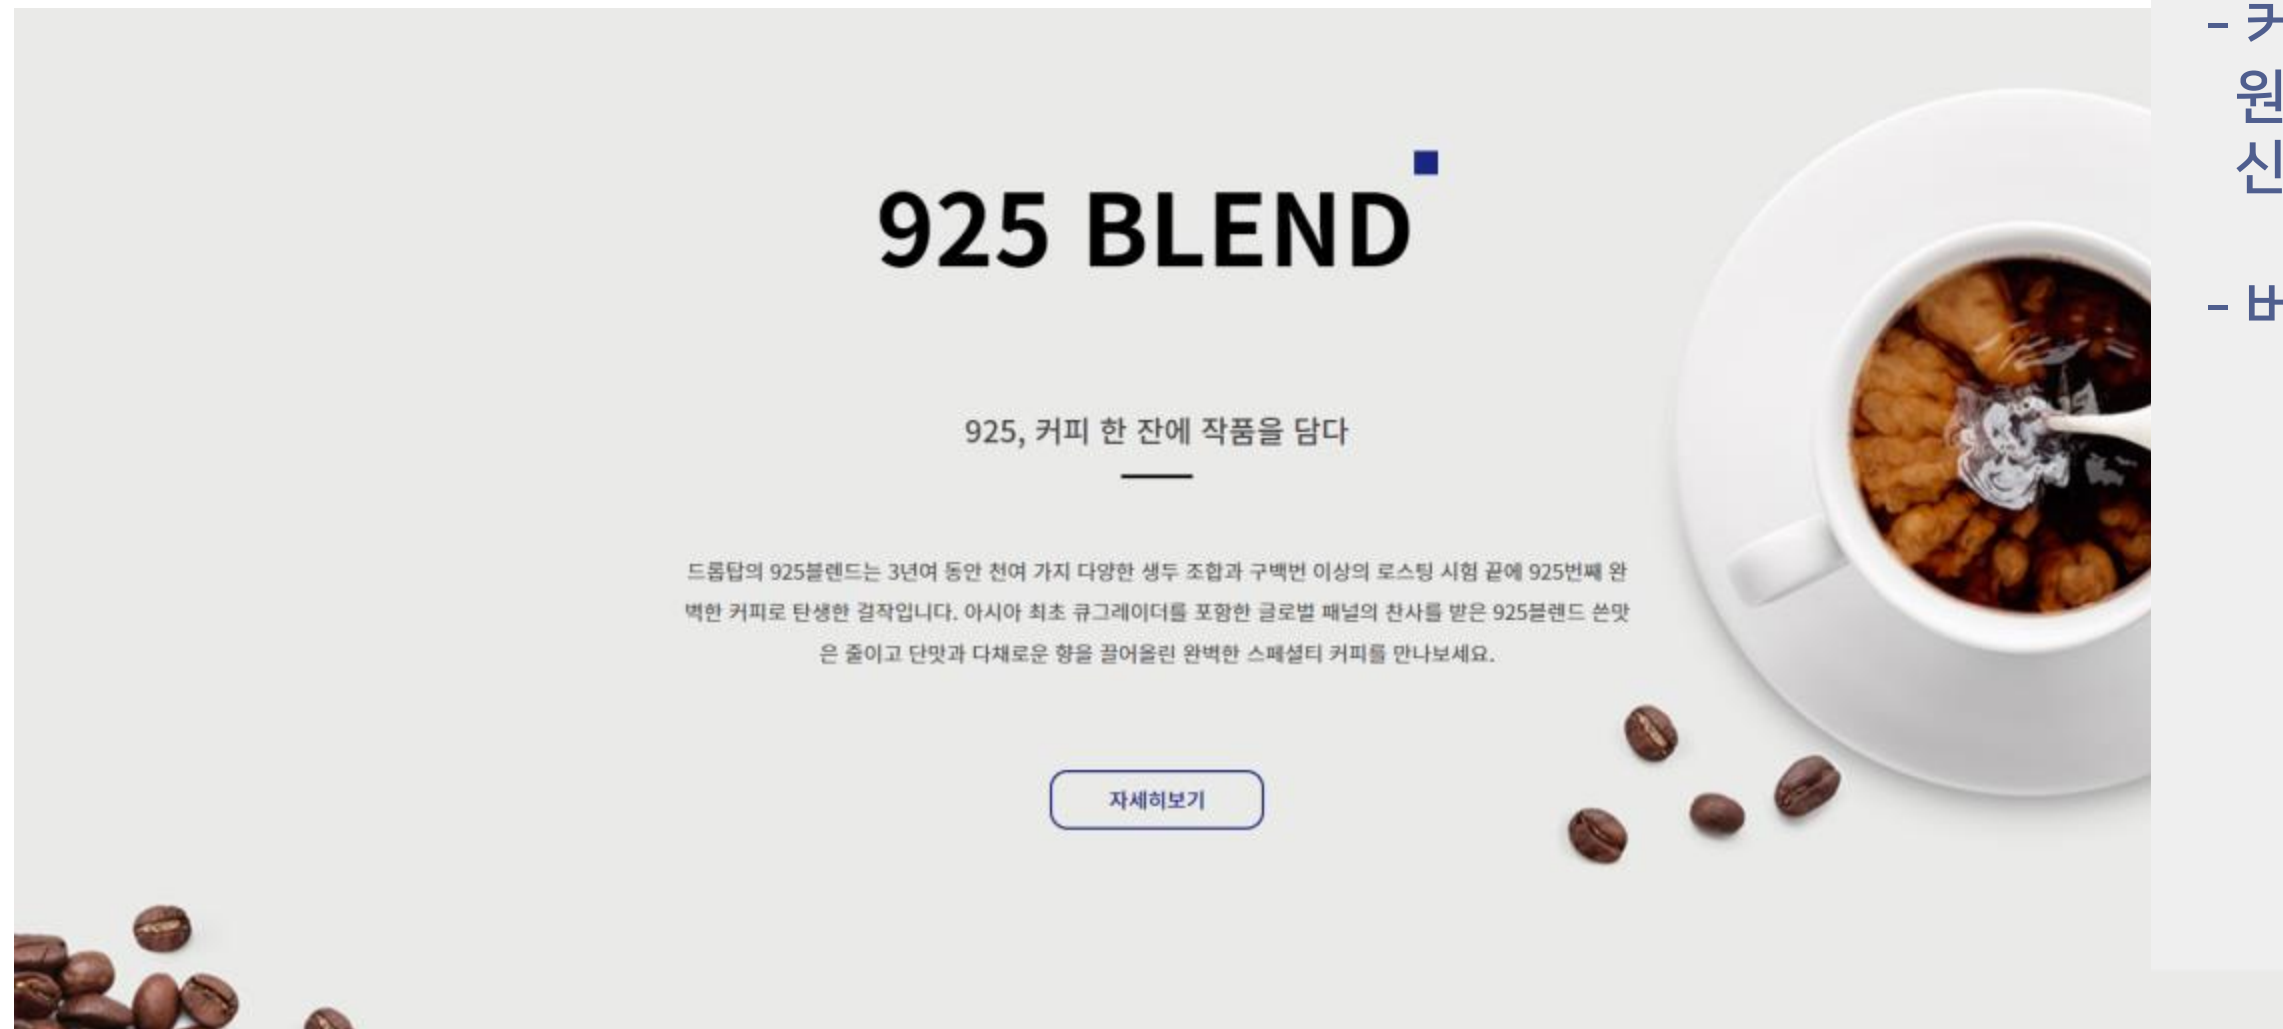 925 BLEND
925, 커피 한 잔에 작품을 담다
드롭탑의 925블렌드는 3년여 동안 천여 가지 다양한 생두 조합과 구백번 이상의 로스팅 시험 끝에 925번째 완
벽한 커피로 탄생한 걸작입니다. 아시아 최초 큐그레이더를 포함한 글로벌 패널의 찬사를 받은 925블렌드 쓴맛
은 줄이고 단맛과 다채로운 향을 끌어올린 완벽한 스페셜티 커피를 만나보세요.
자세히보기
원
신